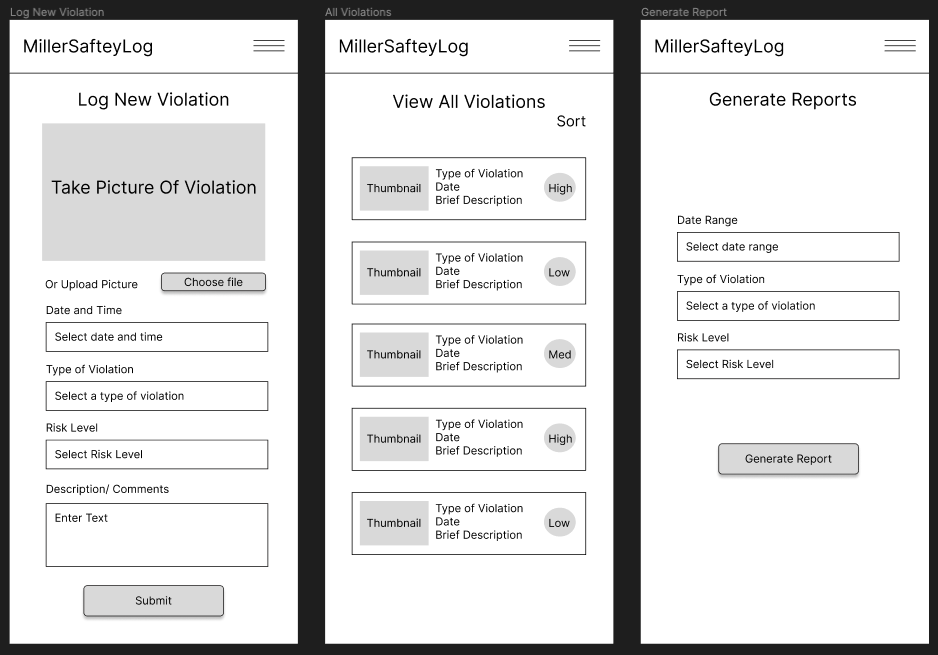 Log New Violation
MillerSafteyLog
Log New Violation
Take Picture Of Violation
Or Upload Picture
Choose file
Date and Time
Select date and time
Type of Violation
Select a type of violation
Risk Level
Select Risk Level
Description/ Comments
Enter Text
Submit
All Violations
MillerSafteyLog
View All Violations
Sort
Thumbnail
Type of Violation
Date
Brief Description
High
Thumbnail
Type of Violation
Date
Brief Description
Low
Thumbnail
Type of Violation
Date
Brief Description
Med
Thumbnail
Type of Violation
Date
Brief Description
High
Thumbnail
Type of Violation
Date
Brief Description
Low
Generate Report
MillerSafteyLog
Generate Reports
Date Range
Select date range
Type of Violation
Select a type of violation
Risk Level
Select Risk Level
Generate Report